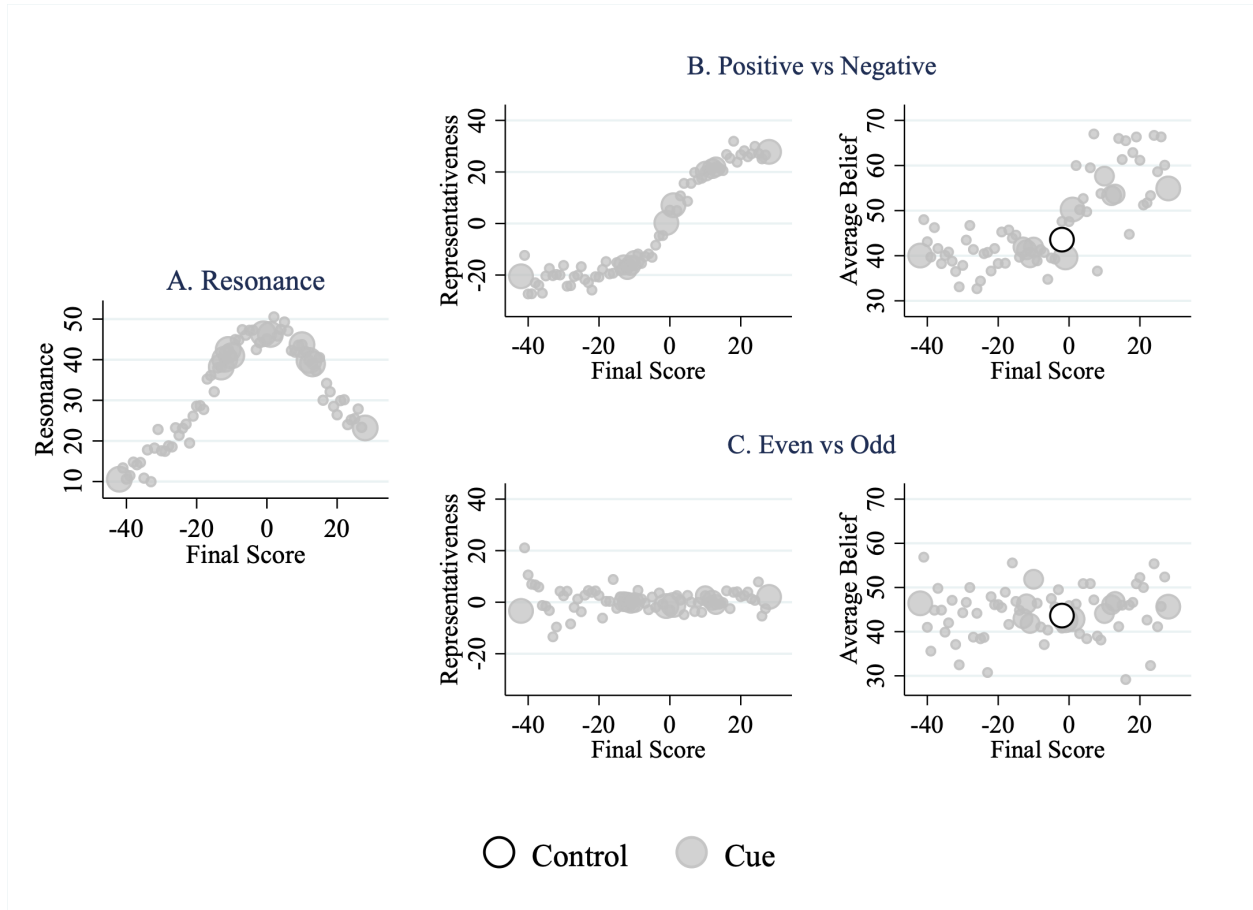 A. Resonance
Resonance
50
40
30
20
10
-40 -20 0 20
Final Score
B. Positive vs Negative
Representativeness
40
20
0
-20
-40 -20 0 20
Final Score
Average Belief
70
60
50
40
30
-40 -20 0 20
Final Score
C. Even vs Odd
Representativeness
40
20
0
-20
-40 -20 0 20
Final Score
Average Belief
70
60
50
40
30
-40 -20 0 20
Final Score
Control Cue